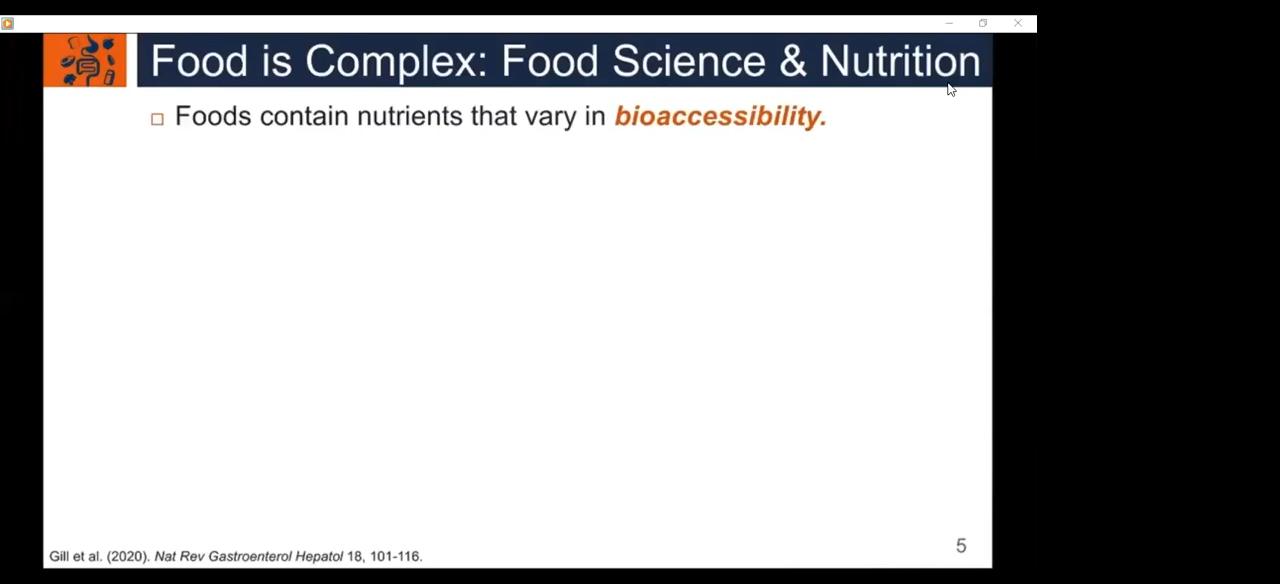 Food is Complex: Food Science & Nutrition
Foods contain nutrients that vary in bioaccessibility.
Gill et al. (2020). Nat Rev Gastroenterol Hepatol 18, 101-116.
5